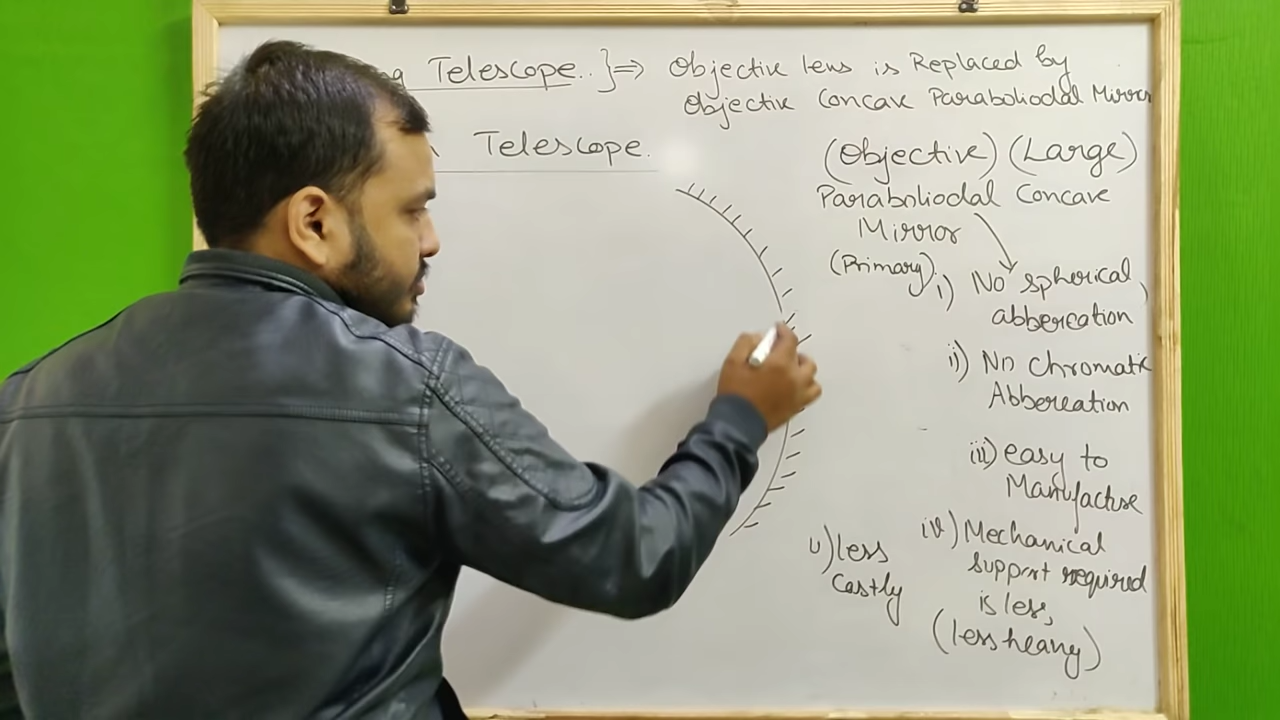 Telescope..}⇒ Objective lens is Replaced by
Objective Concave Paraboliodal Mirror
Telescope.
(Objective) (Large)
Paraboliodal Concave
Mirror
(Primary).
i) No spherical,
abbereation
ii) No Chromatic
Abbereation
iii) easy to
Manufacture
iv) Mechanical
support required
is less,
(less heavy)
v) less
Costly